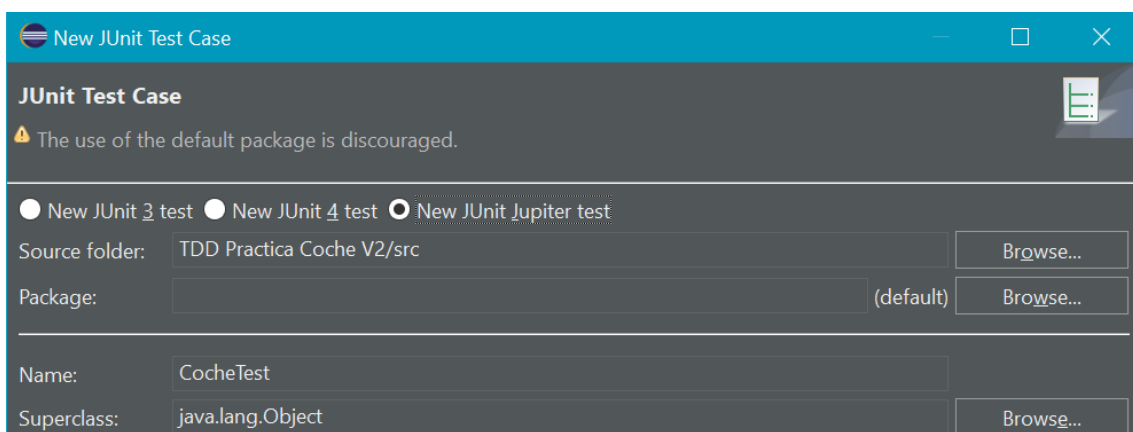 New JUnit Test Case
JUnit Test Case
The use of the default package is discouraged.
New JUnit 3 test New JUnit 4 test New JUnit Jupiter test
Source folder: TDD Practica Coche V2/src Browse...
Package: (default) Browse...
Name: CocheTest
Superclass: java.lang.Object Browse...